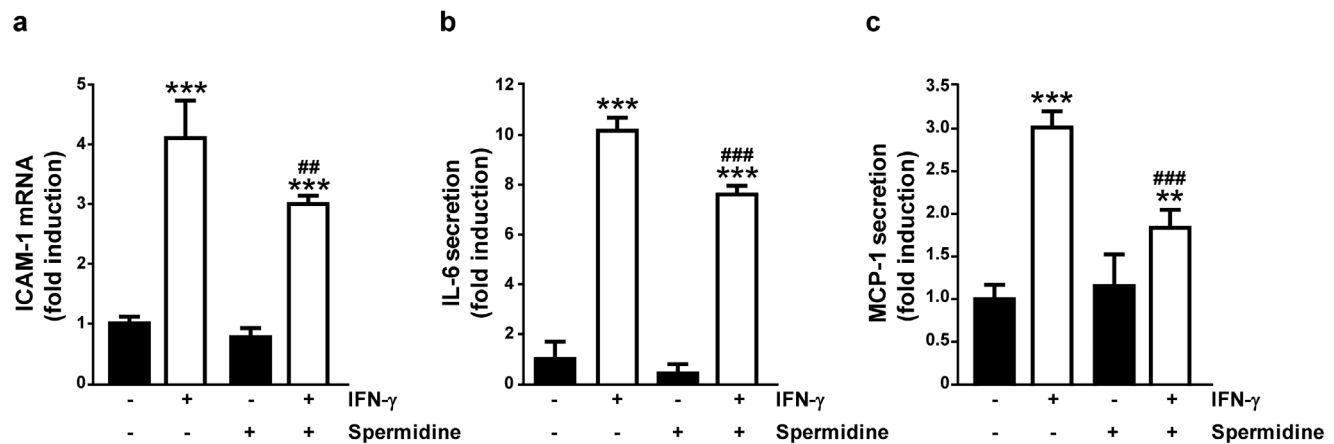 a
ICAM-1 mRNA
(fold induction)
5
4
3
2
1
0
***
##
***
- + - + IFN-γ
- - + + Spermidine
b
IL-6 secretion
(fold induction)
12
10
8
6
4
2
0
***
###
***
- + - + IFN-γ
- - + + Spermidine
c
MCP-1 secretion
(fold induction)
3.5
3.0
2.5
2.0
1.5
1.0
0.5
0.0
***
###
**
- + - + IFN-γ
- - + + Spermidine